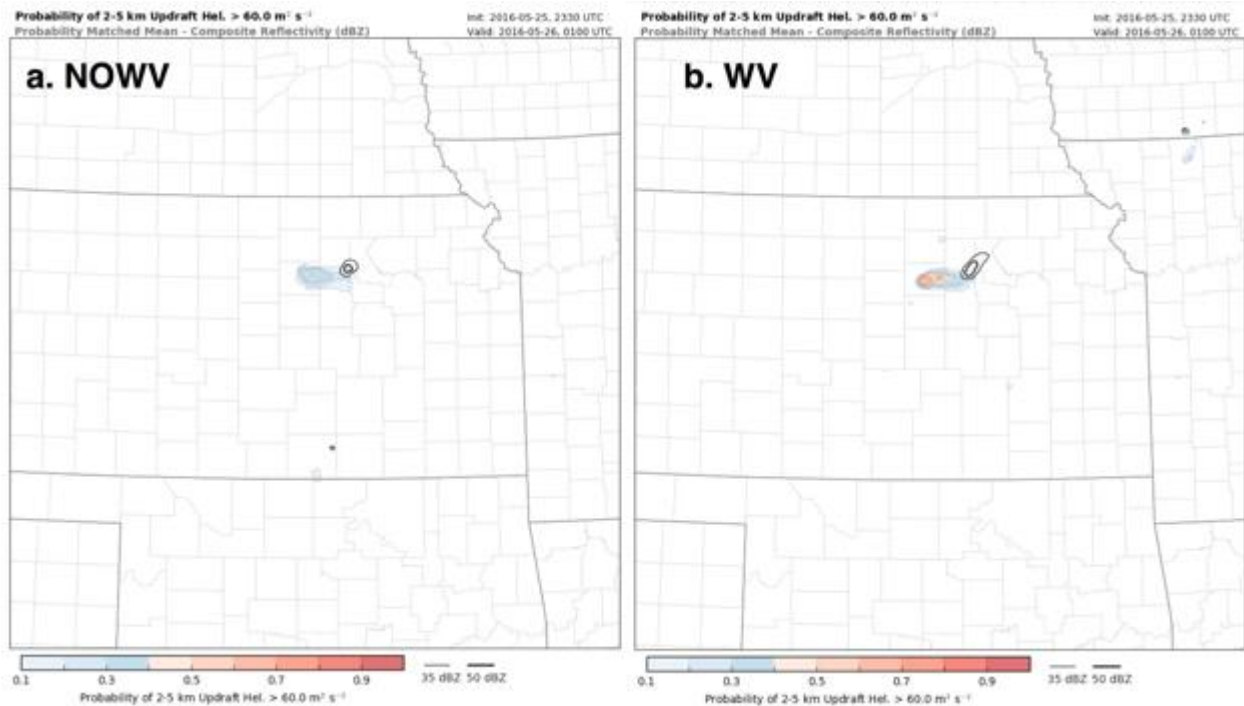 Probability of 2-5 km Updraft Hel. > 60.0 m² s⁻²
Init: 2016-05-25, 2330 UTC
Probability Matched Mean - Composite Reflectivity (dBZ)
Valid: 2016-05-26, 0100 UTC
a. NOWV
0.1 0.3 0.5 0.7 0.9
35 dBZ 50 dBZ
Probability of 2-5 km Updraft Hel. > 60.0 m² s⁻²
Probability of 2-5 km Updraft Hel. > 60.0 m² s⁻²
Init: 2016-05-25, 2330 UTC
Probability Matched Mean - Composite Reflectivity (dBZ)
Valid: 2016-05-26, 0100 UTC
b. WV
0.1 0.3 0.5 0.7 0.9
35 dBZ 50 dBZ
Probability of 2-5 km Updraft Hel. > 60.0 m² s⁻²